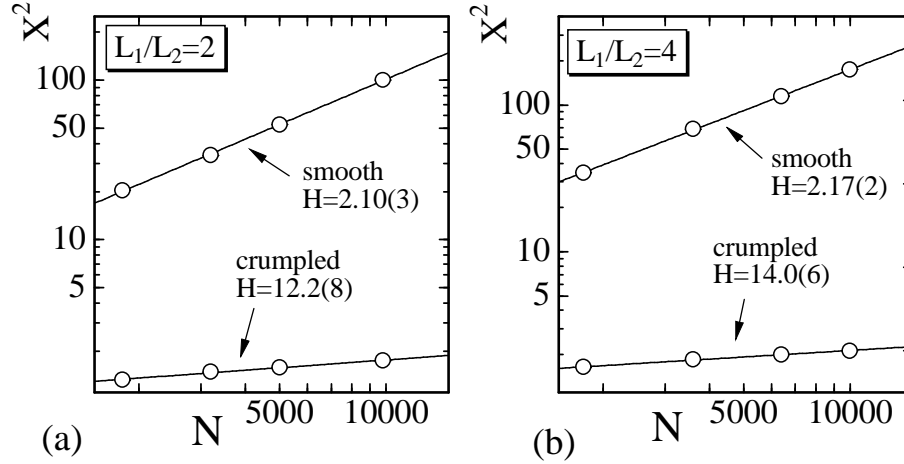 X²
L₁/L₂=2
100
50
smooth
H=2.10(3)
10
crumpled
5
H=12.2(8)
5000
10000
N
(a)
X²
L₁/L₂=4
100
50
smooth
H=2.17(2)
10
crumpled
H=14.0(6)
5
5000
10000
N
(b)